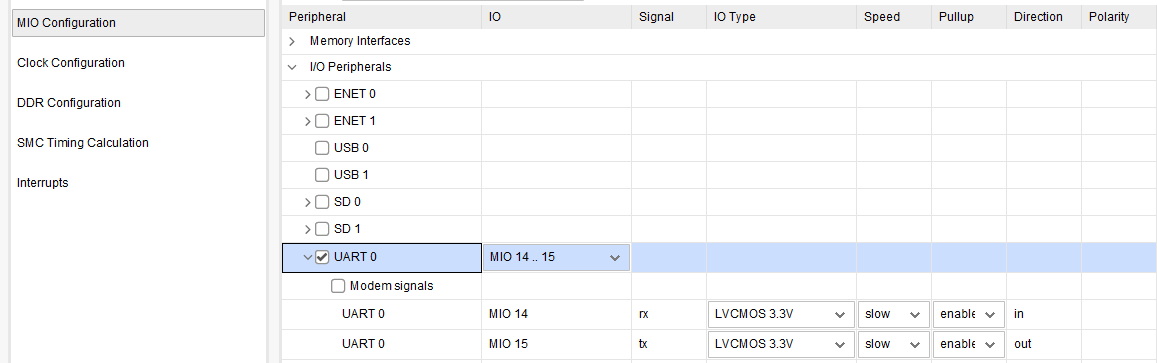 MIO Configuration
Clock Configuration
DDR Configuration
SMC Timing Calculation
Interrupts
Peripheral IO Signal IO Type Speed Pullup Direction Polarity
Memory Interfaces
I/O Peripherals
ENET 0
ENET 1
USB 0
USB 1
SD 0
SD 1
UART 0 MIO 14 .. 15
Modem signals
UART 0 MIO 14 rx LVCMOS 3.3V slow enable in
UART 0 MIO 15 tx LVCMOS 3.3V slow enable out